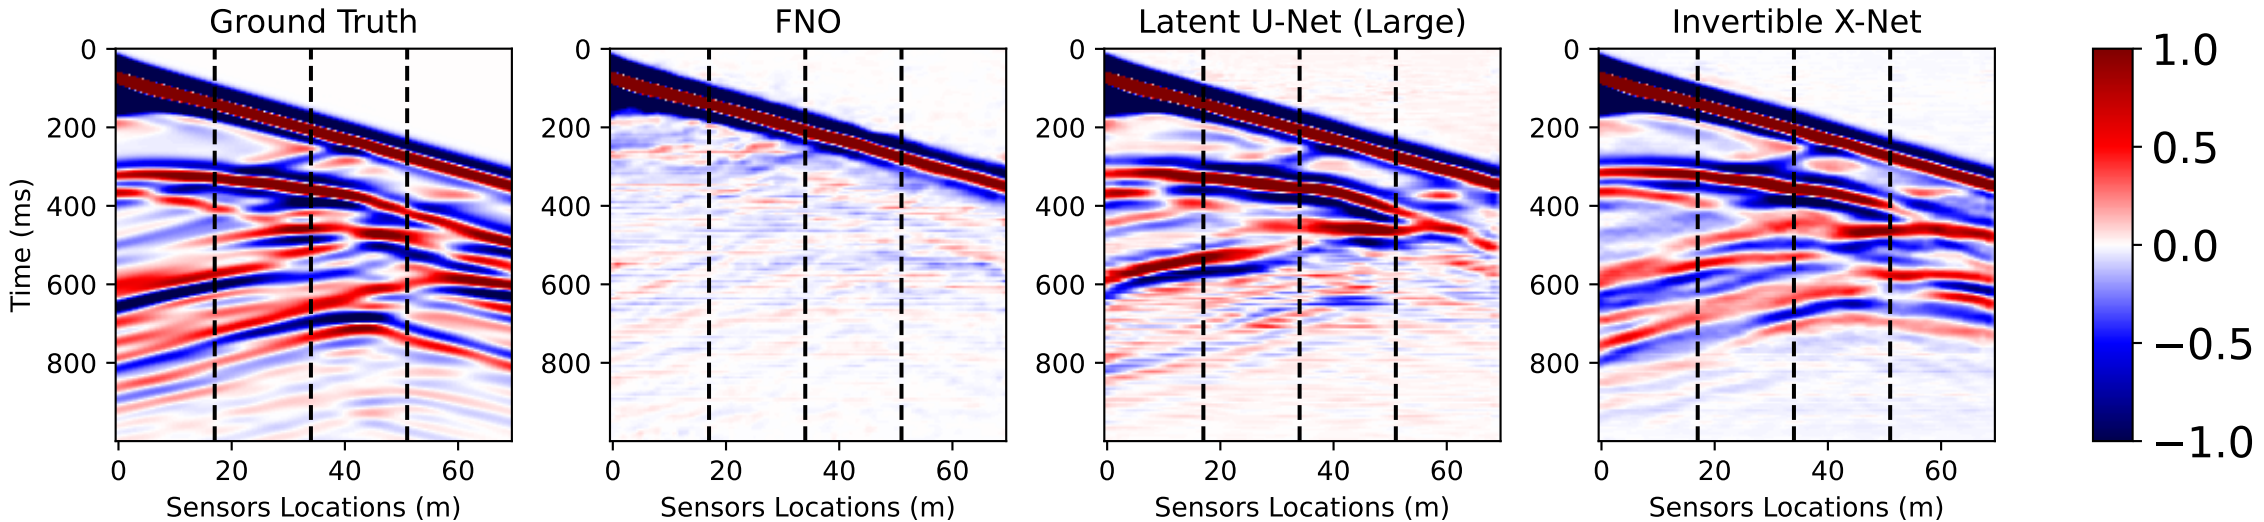 Ground Truth
FNO
Latent U-Net (Large)
Invertible X-Net
0
200
400
600
800
Time (ms)
0 20 40 60
Sensors Locations (m)
0
200
400
600
800
0 20 40 60
Sensors Locations (m)
0
200
400
600
800
0 20 40 60
Sensors Locations (m)
0
200
400
600
800
0 20 40 60
Sensors Locations (m)
1.0
0.5
0.0
−0.5
−1.0